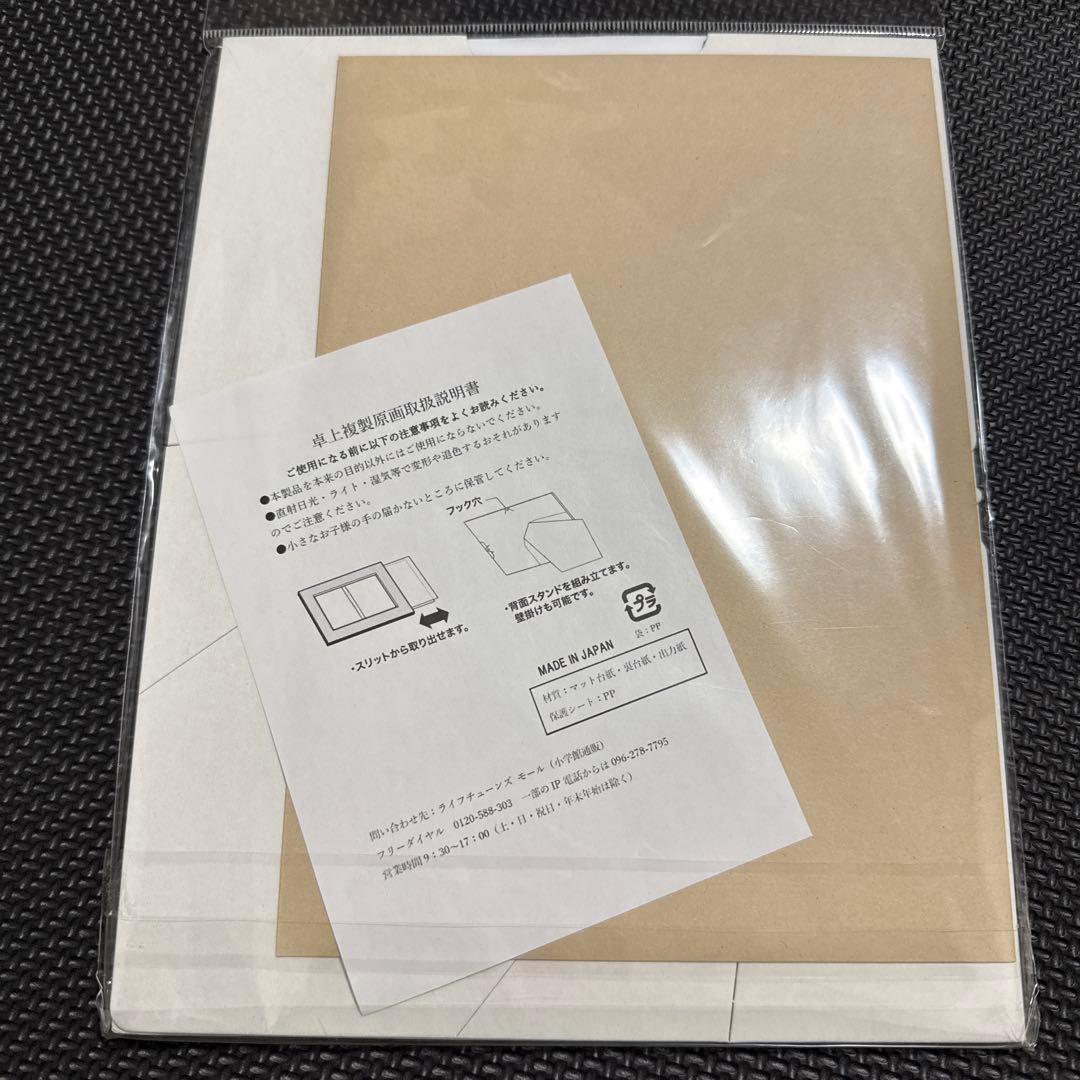 卓上複製原画取扱説明書
ご使用になる前に以下の注意事項をよくお読みください。
●本製品を本来の目的以外にはご使用にならないでください。
●直射日光・ライト・湿気等で変形や退色するおそれがあります
のでご注意ください。
●小さなお子様の手の届かないところに保管してください。
フック穴
・スリットから取り出せます。
・背面スタンドを組み立てます。
壁掛けも可能です。
プラ
袋：PP
MADE IN JAPAN
材質：マット台紙・裏台紙・出力紙
保護シート：PP
問い合わせ先：ライフチューンズ モール（小学館通販）
フリーダイヤル 0120-588-303 一部のIP電話からは096-278-7795
営業時間9：30〜17：00（土・日・祝日・年末年始は除く）